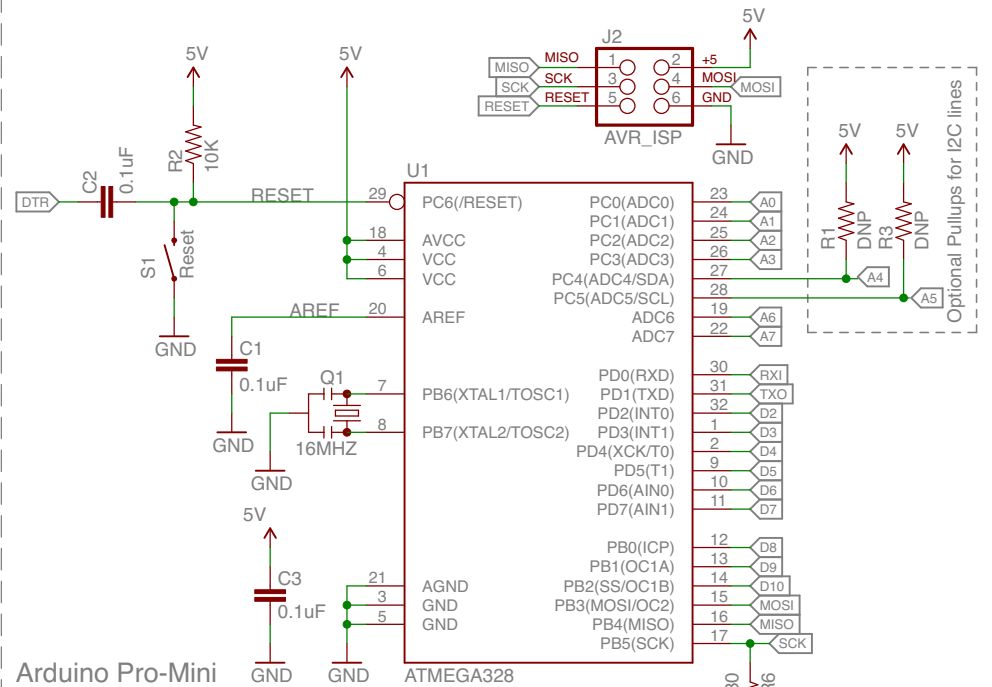 5V
5V
5V
J2
MISO
MISO
1
2
+5
SCK
SCK
3
4
MOSI
MOSI
RESET
RESET
5
6
GND
AVR_ISP
GND
5V
5V
Optional Pullups for I2C lines
R1
DNP
R3
DNP
R2
10K
C2
0.1uF
DTR
RESET
S1
Reset
GND
U1
29
PC6(/RESET)
18
AVCC
4
VCC
6
VCC
AREF
20
AREF
C1
0.1uF
GND
Q1
16MHZ
GND
7
PB6(XTAL1/TOSC1)
8
PB7(XTAL2/TOSC2)
5V
C3
0.1uF
GND
21
AGND
3
GND
5
GND
GND
PC0(ADC0)
23
A0
PC1(ADC1)
24
A1
PC2(ADC2)
25
A2
PC3(ADC3)
26
A3
PC4(ADC4/SDA)
27
A4
PC5(ADC5/SCL)
28
A5
ADC6
19
A6
ADC7
22
A7
PD0(RXD)
30
RXI
PD1(TXD)
31
TXO
PD2(INT0)
32
D2
PD3(INT1)
1
D3
PD4(XCK/T0)
2
D4
PD5(T1)
9
D5
PD6(AIN0)
10
D6
PD7(AIN1)
11
D7
PB0(ICP)
12
D8
PB1(OC1A)
13
D9
PB2(SS/OC1B)
14
D10
PB3(MOSI/OC2)
15
MOSI
PB4(MISO)
16
MISO
PB5(SCK)
17
SCK
ATMEGA328
Arduino Pro-Mini